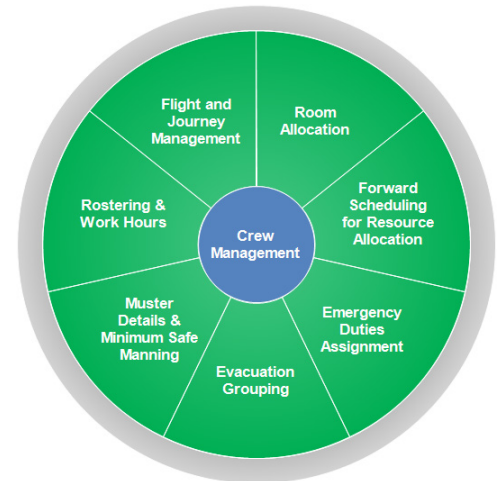 Flight and
Journey
Management
Room
Allocation
Forward
Scheduling
for Resource
Allocation
Emergency
Duties
Assignment
Evacuation
Grouping
Muster
Details &
Minimum Safe
Manning
Rostering &
Work Hours
Crew
Management